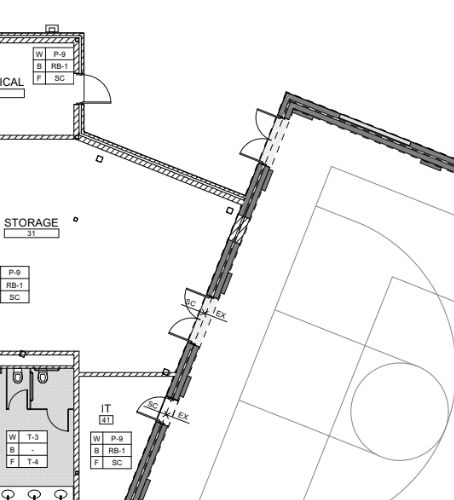 W P-9
B RB-1
F SC
ICAL
STORAGE
31
P-9
RB-1
SC
SC
EX
IT
41
SC
EX
W P-9
B RB-1
F SC
W T-3
B -
F T-4